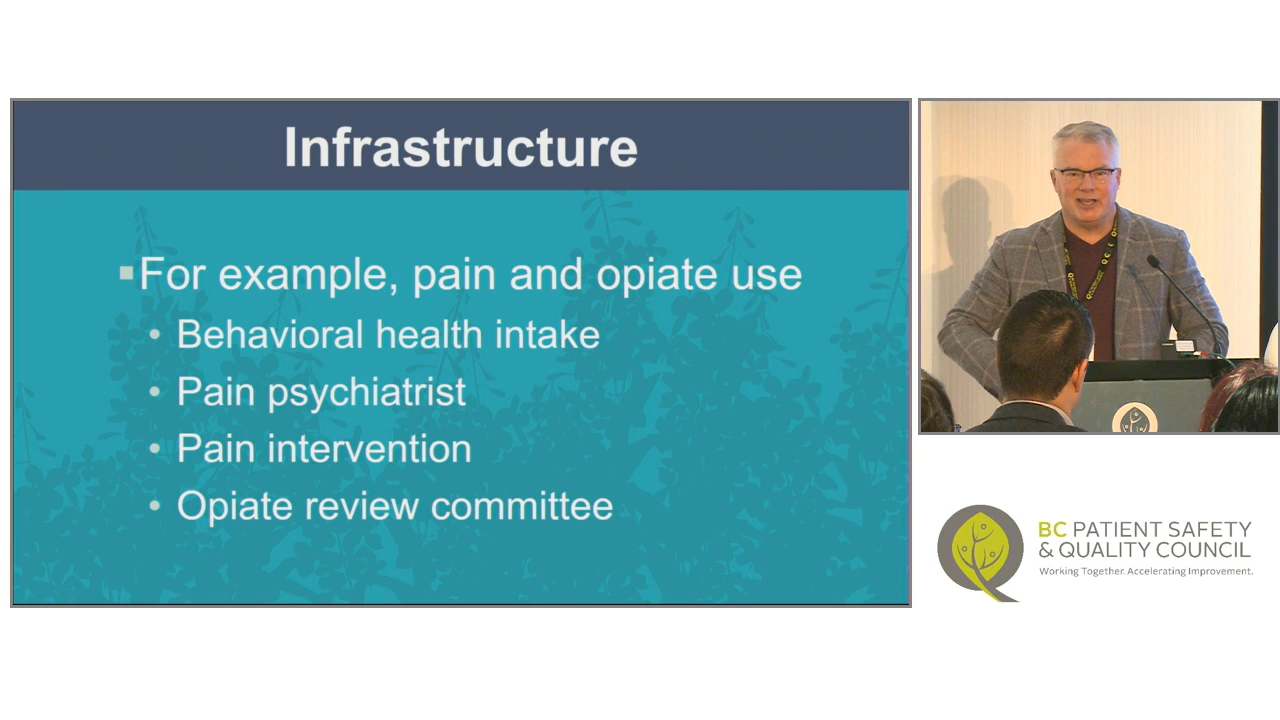 Infrastructure
For example, pain and opiate use
Behavioral health intake
Pain psychiatrist
Pain intervention
Opiate review committee
BC PATIENT SAFETY
& QUALITY COUNCIL
Working Together. Accelerating Improvement.